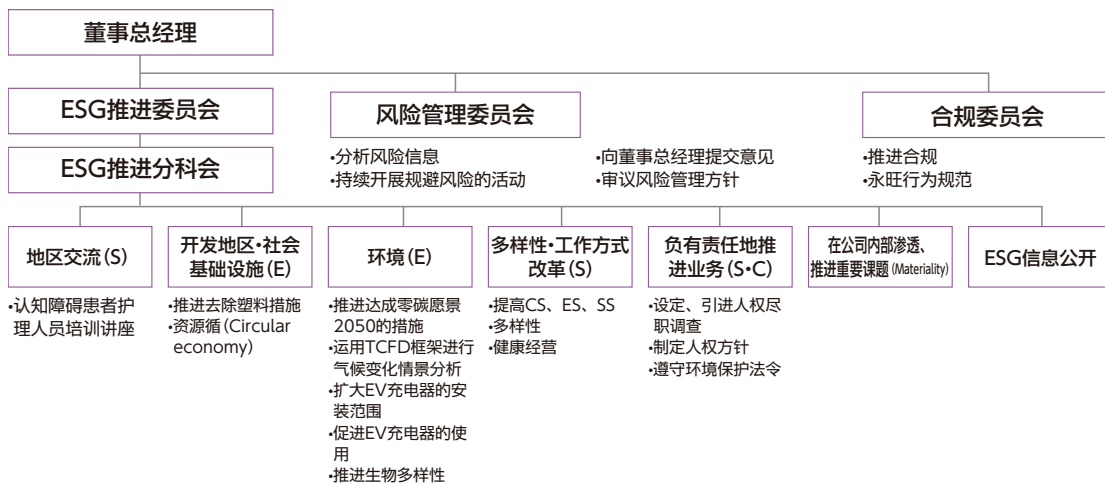 董事总经理
ESG推进委员会
风险管理委员会
合规委员会
•分析风险信息
•持续开展规避风险的活动
•向董事总经理提交意见
•审议风险管理方针
•推进合规
•永旺行为规范
ESG推进分科会
地区交流(S)
•认知障碍患者护
理人员培训讲座
开发地区•社会
基础设施(E)
•推进去除塑料措施
•资源循(Circular
economy)
环境(E)
•推进达成零碳愿景
2050的措施
•运用TCFD框架进行
气候变化情景分析
•扩大EV充电器的安
装范围
•促进EV充电器的使
用
•推进生物多样性
多样性•工作方式
改革(S)
•提高CS、ES、SS
•多样性
•健康经营
负有责任地推
进业务(S•C)
•设定、引进人权尽
职调查
•制定人权方针
•遵守环境保护法令
在公司内部渗透、
推进重要课题(Materiality)
ESG信息公开